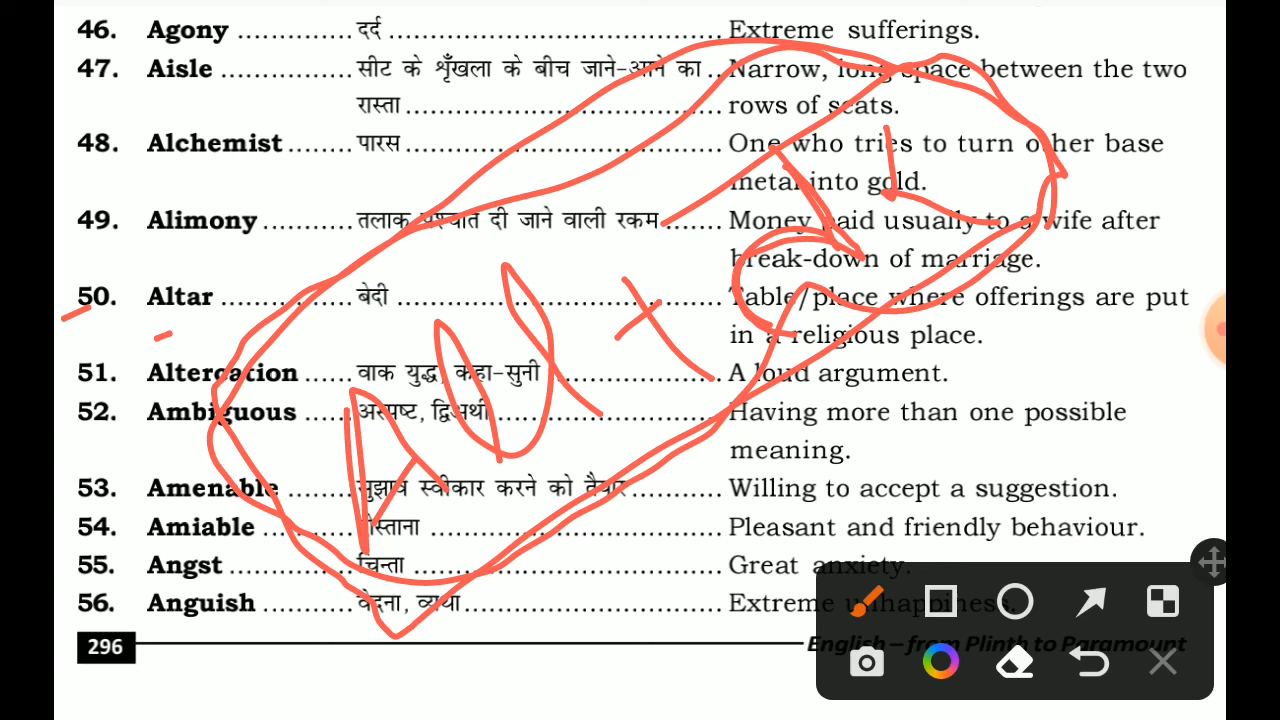 46. Agony .............. दर्द ................................................ Extreme sufferings.
47. Aisle ................ सीट के श्रृँखला के बीच जाने-आने का .. Narrow, long space between the two
रास्ता ............................................. rows of seats.
48. Alchemist ....... पारस ............................................. One who tries to turn other base
metal into gold.
49. Alimony ........... तलाक पश्चात दी जाने वाली रकम ....... Money paid usually to a wife after
break-down of marriage.
50. Altar ................ बेदी .............................................. Table/place where offerings are put
in a religious place.
51. Altercation ...... वाक युद्ध, कहा-सुनी ........................ A loud argument.
52. Ambiguous ...... अस्पष्ट, द्विअर्थी ................................ Having more than one possible
meaning.
53. Amenable ........ सुझाव स्वीकार करने को तैयार ............ Willing to accept a suggestion.
54. Amiable ........... दोस्ताना ......................................... Pleasant and friendly behaviour.
55. Angst ............... चिन्ता ............................................ Great anxiety.
56. Anguish ........... वेदना, व्यथा ..................................... Extreme unhappiness.
296 English – from Plinth to Paramount